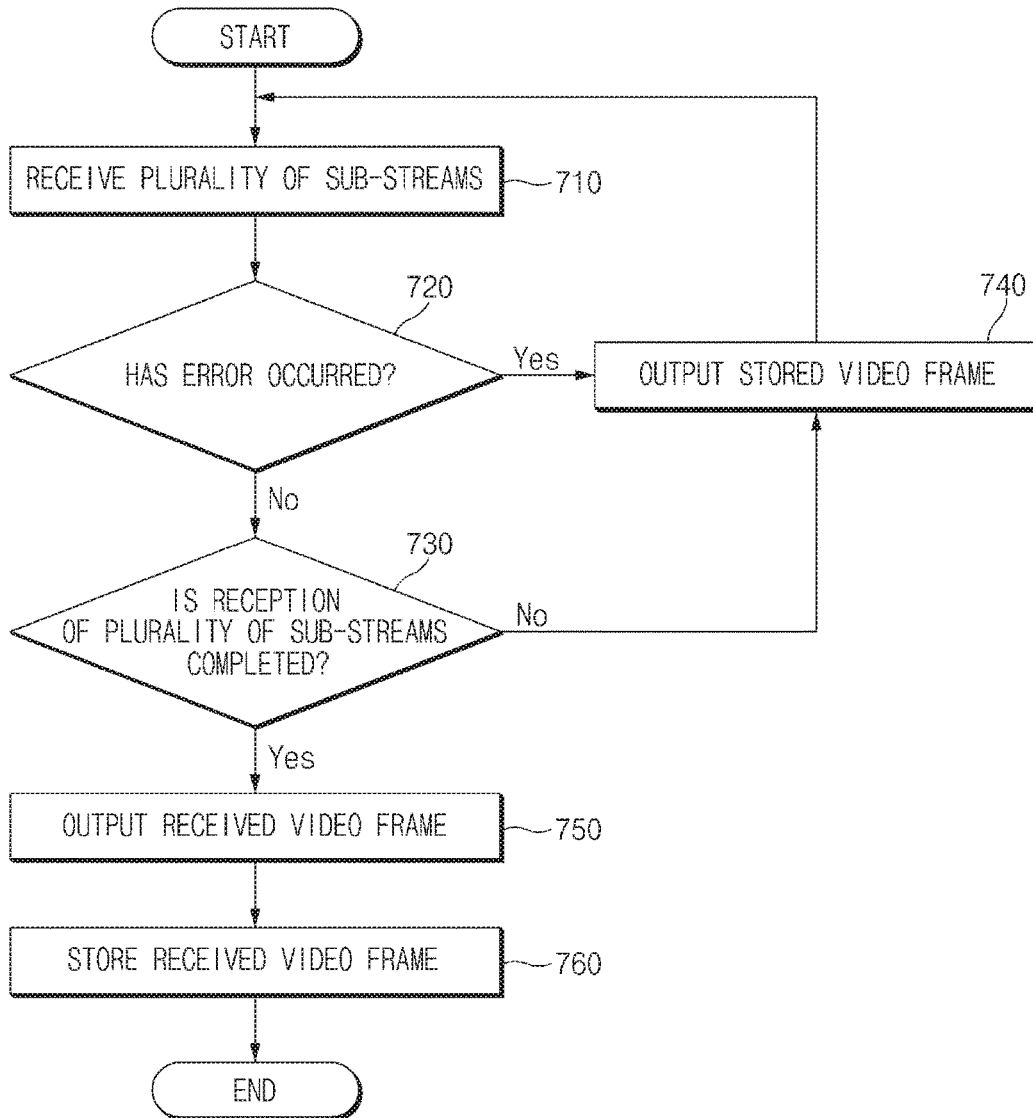 START
RECEIVE PLURALITY OF SUB-STREAMS
710
720
HAS ERROR OCCURRED?
Yes
740
OUTPUT STORED VIDEO FRAME
No
730
IS RECEPTION
OF PLURALITY OF SUB-STREAMS
COMPLETED?
No
Yes
OUTPUT RECEIVED VIDEO FRAME
750
STORE RECEIVED VIDEO FRAME
760
END